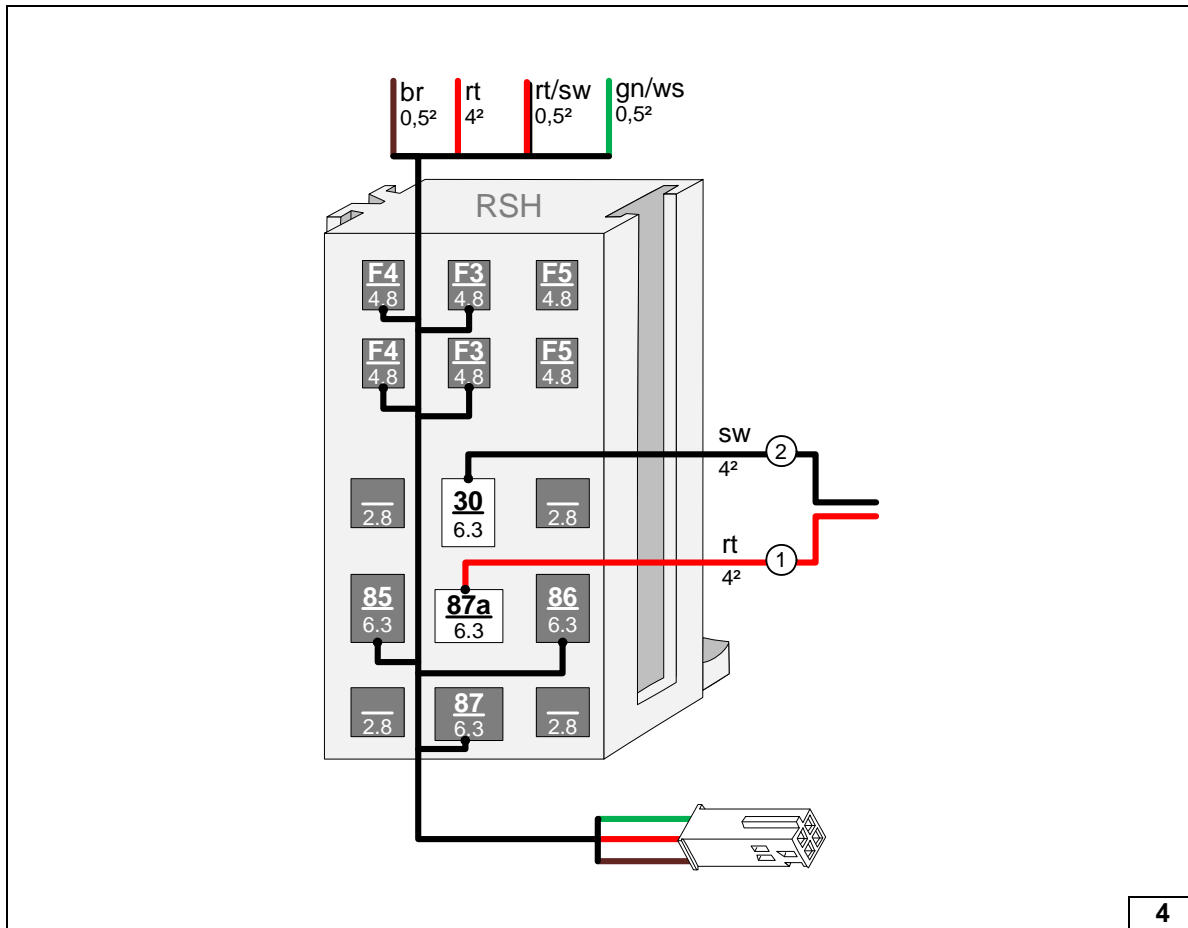 br rt rt/sw gn/ws
0,5² 4² 0,5² 0,5²
RSH
F4 F3 F5
4.8 4.8 4.8
F4 F3 F5
4.8 4.8 4.8
sw
2
4²
30
2.8 6.3 2.8
rt
1
4²
85 87a 86
6.3 6.3 6.3
87
2.8 6.3 2.8
4